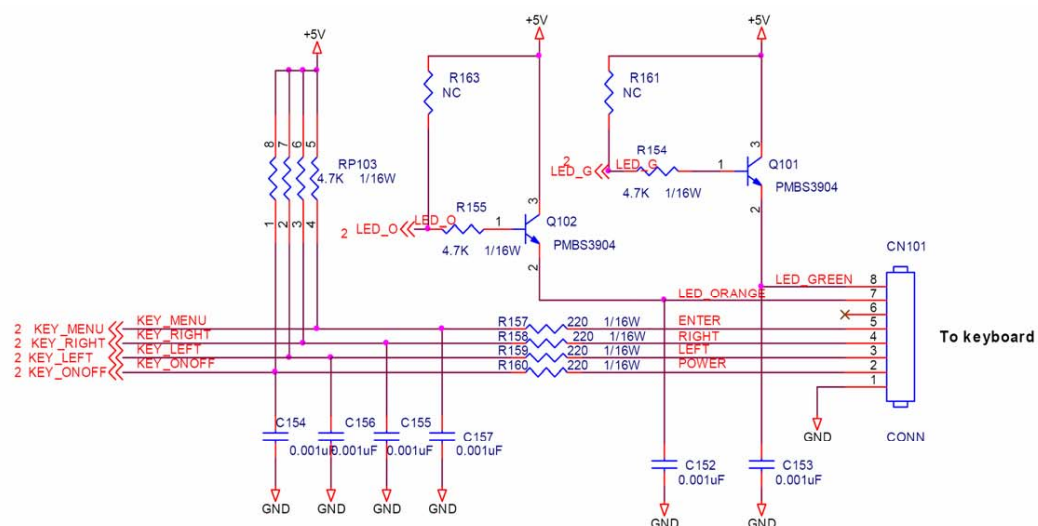 +5V
+5V
+5V
R163
NC
R161
NC
8
7
6
5
RP103
4.7K 1/16W
1
2
3
4
2 LED_G
LED_G
R154
4.7K 1/16W
1
3
Q101
PMBS3904
2
2 LED_O
LED_O
R155
4.7K 1/16W
1
3
Q102
PMBS3904
2
CN101
LED_GREEN
8
LED_ORANGE
7
6
2 KEY_MENU
KEY_MENU
R157 220 1/16W
ENTER
5
2 KEY_RIGHT
KEY_RIGHT
R158 220 1/16W
RIGHT
4
2 KEY_LEFT
KEY_LEFT
R159 220 1/16W
LEFT
3
2 KEY_ONOFF
KEY_ONOFF
R160 220 1/16W
POWER
2
1
To keyboard
GND
CONN
C154
0.001uF
C156
0.001uF
C155
0.001uF
C157
0.001uF
C152
0.001uF
C153
0.001uF
GND
GND
GND
GND
GND
GND